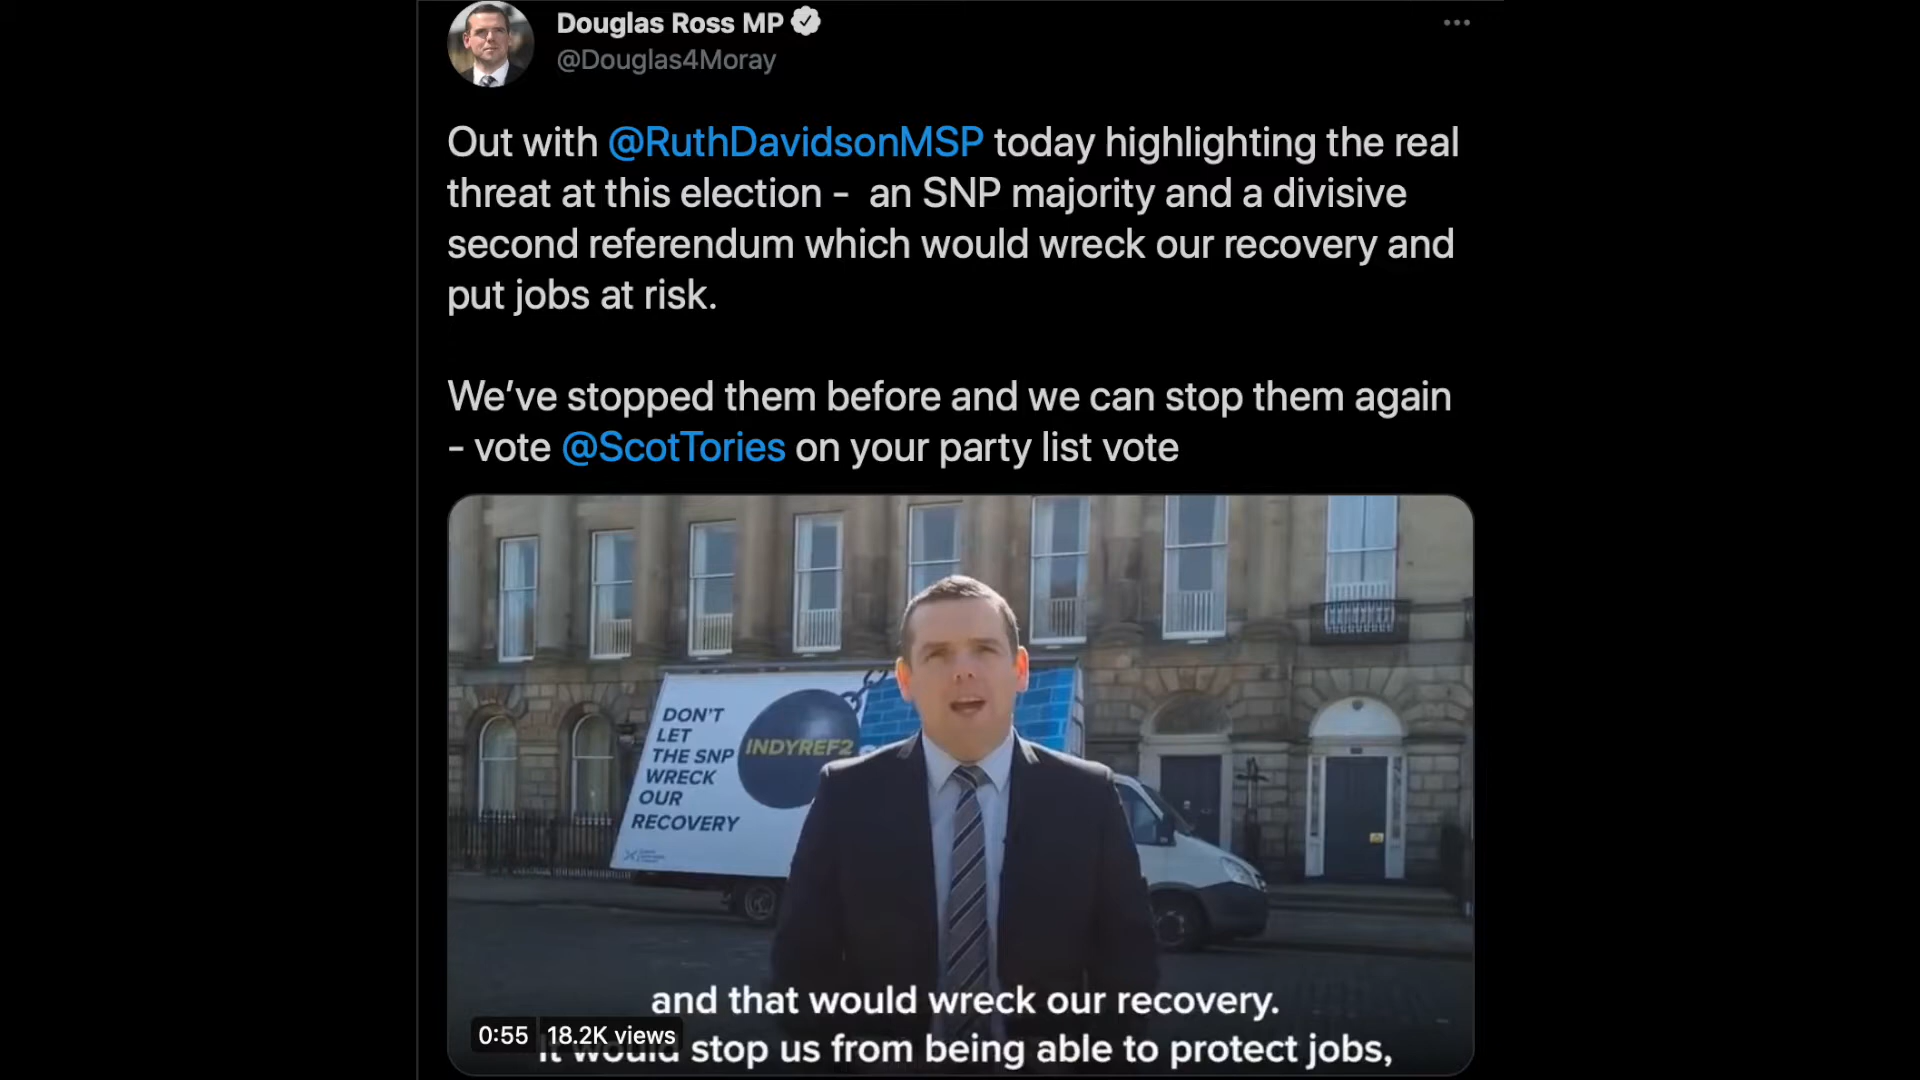 Douglas Ross MP
@Douglas4Moray
Out with @RuthDavidsonMSP today highlighting the real
threat at this election - an SNP majority and a divisive
second referendum which would wreck our recovery and
put jobs at risk.
We’ve stopped them before and we can stop them again
- vote @ScotTories on your party list vote
DON'T
LET
THE SNP
WRECK
OUR
RECOVERY
INDYREF2
and that would wreck our recovery.
It would stop us from being able to protect jobs,
0:55
18.2K views